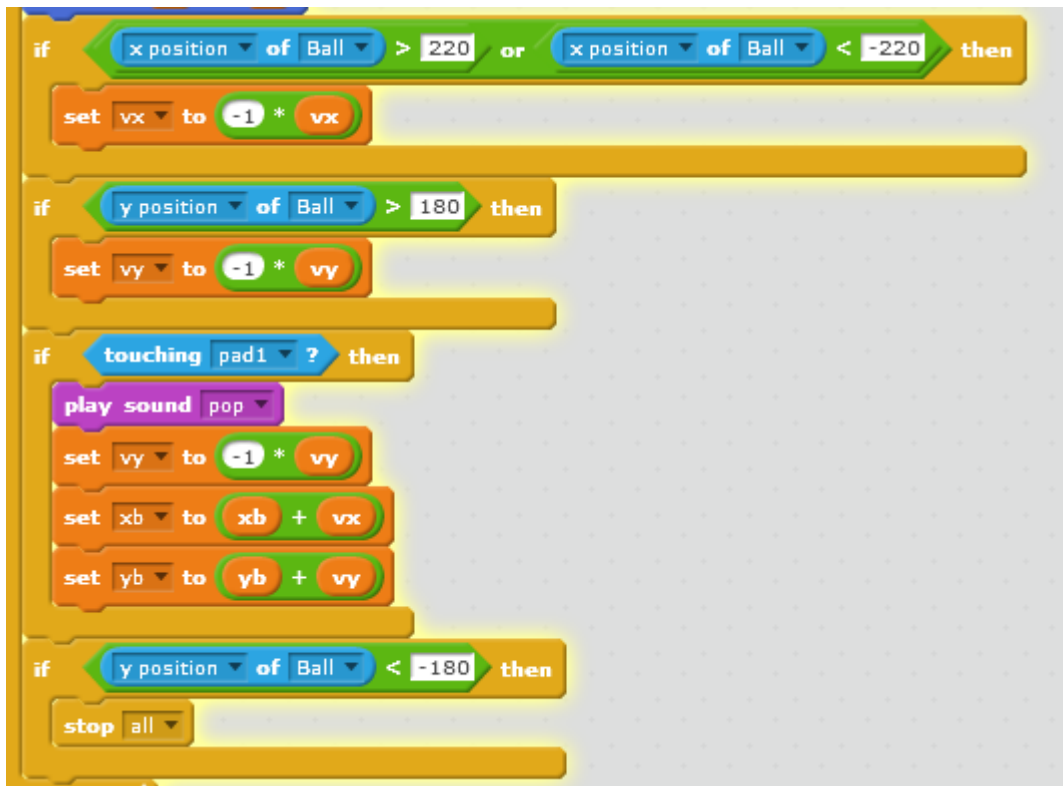 if x position of Ball > 220 or x position of Ball < -220 then
set vx to -1 * vx
if y position of Ball > 180 then
set vy to -1 * vy
if touching pad1 ? then
play sound pop
set vy to -1 * vy
set xb to xb + vx
set yb to yb + vy
if y position of Ball < -180 then
stop all